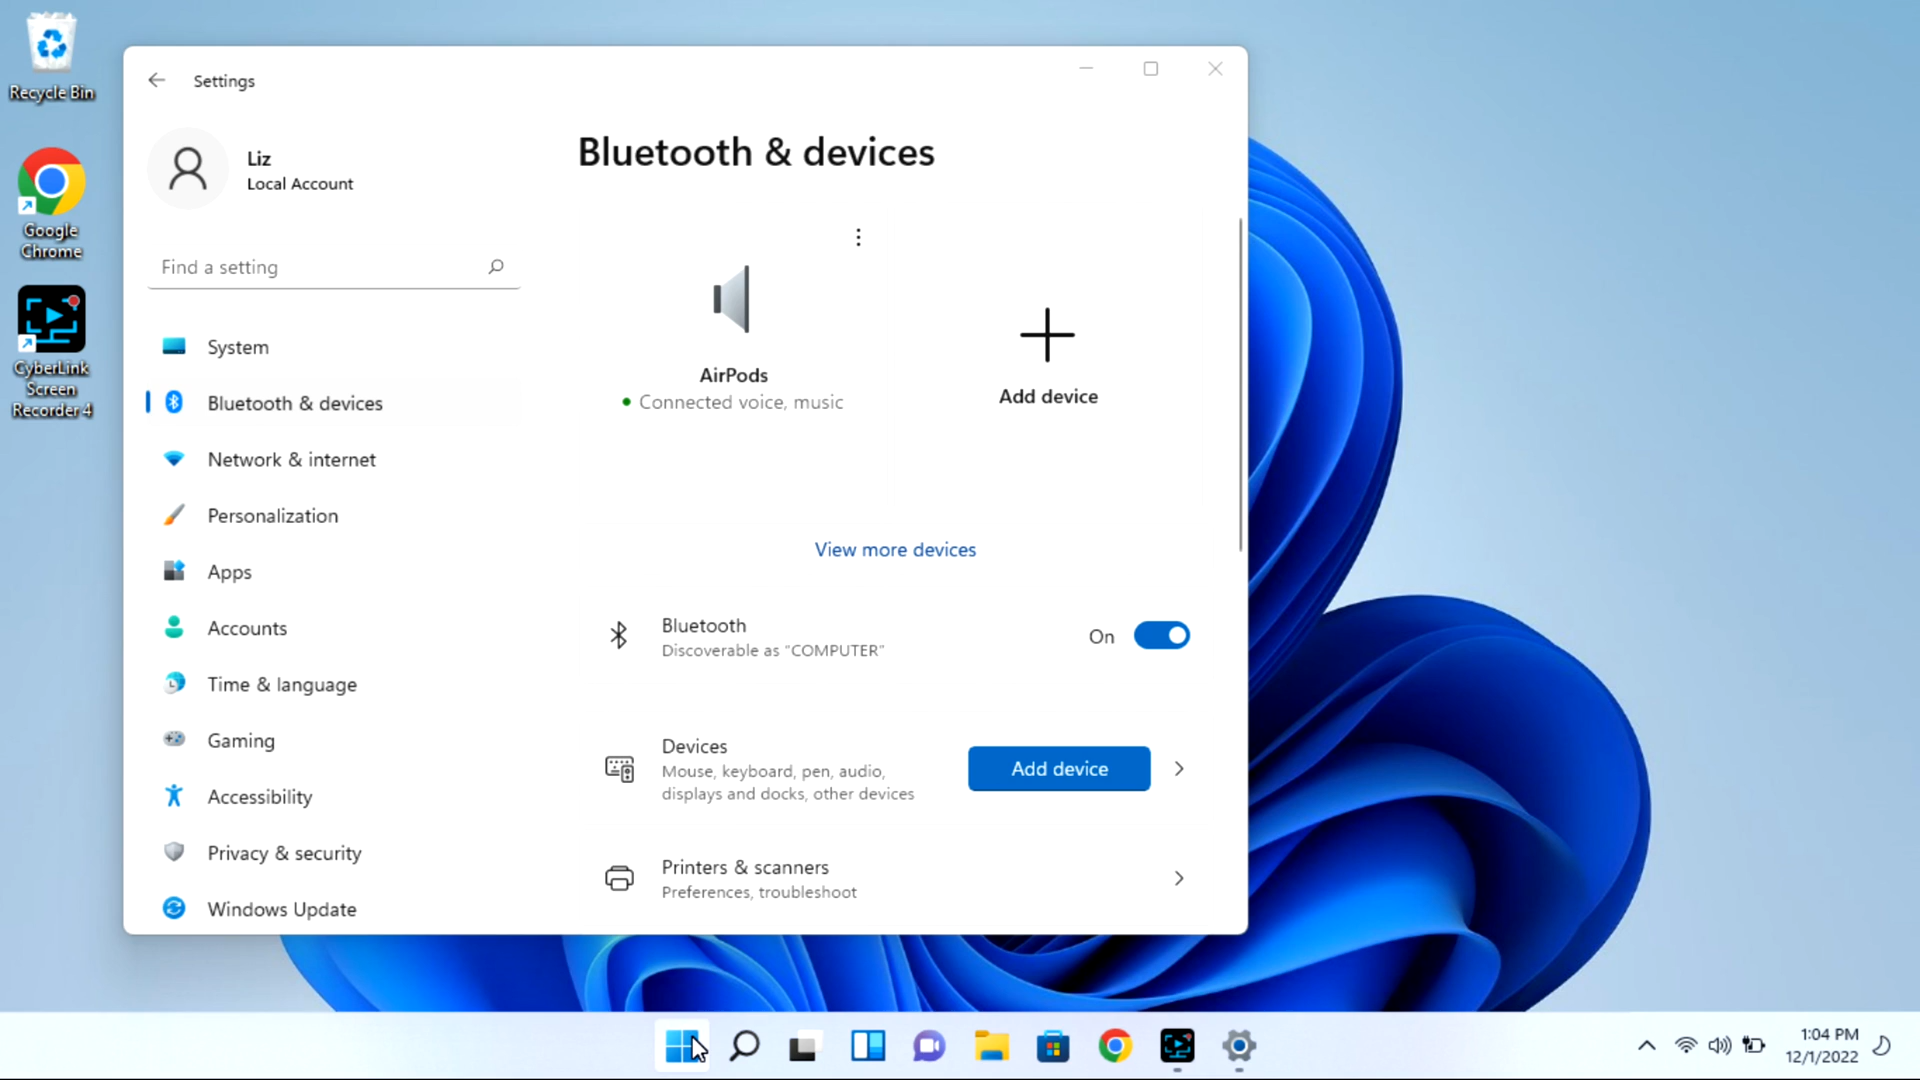 Recycle Bin
Google
Chrome
CyberLink
Screen
Recorder 4
Settings
Liz
Local Account
Find a setting
System
Bluetooth & devices
Network & internet
Personalization
Apps
Accounts
Time & language
Gaming
Accessibility
Privacy & security
Windows Update
Bluetooth & devices
AirPods
Connected voice, music
Add device
View more devices
Bluetooth
Discoverable as “COMPUTER”
On
Devices
Mouse, keyboard, pen, audio,
displays and docks, other devices
Add device
Printers & scanners
Preferences, troubleshoot
1:04 PM
12/1/2022